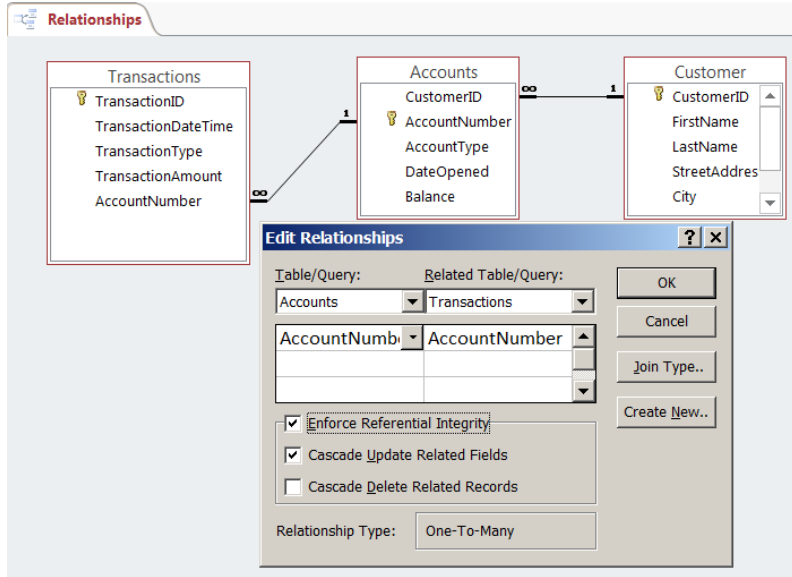 Relationships
Transactions
TransactionID
TransactionDateTime
TransactionType
TransactionAmount
AccountNumber
∞
1
Accounts
CustomerID
AccountNumber
AccountType
DateOpened
Balance
∞
1
Customer
CustomerID
FirstName
LastName
StreetAddres
City
Edit Relationships
? ×
Table/Query: Related Table/Query:
Accounts Transactions
AccountNumb AccountNumber
Enforce Referential Integrity
Cascade Update Related Fields
Cascade Delete Related Records
Relationship Type: One-To-Many
OK
Cancel
Join Type..
Create New..